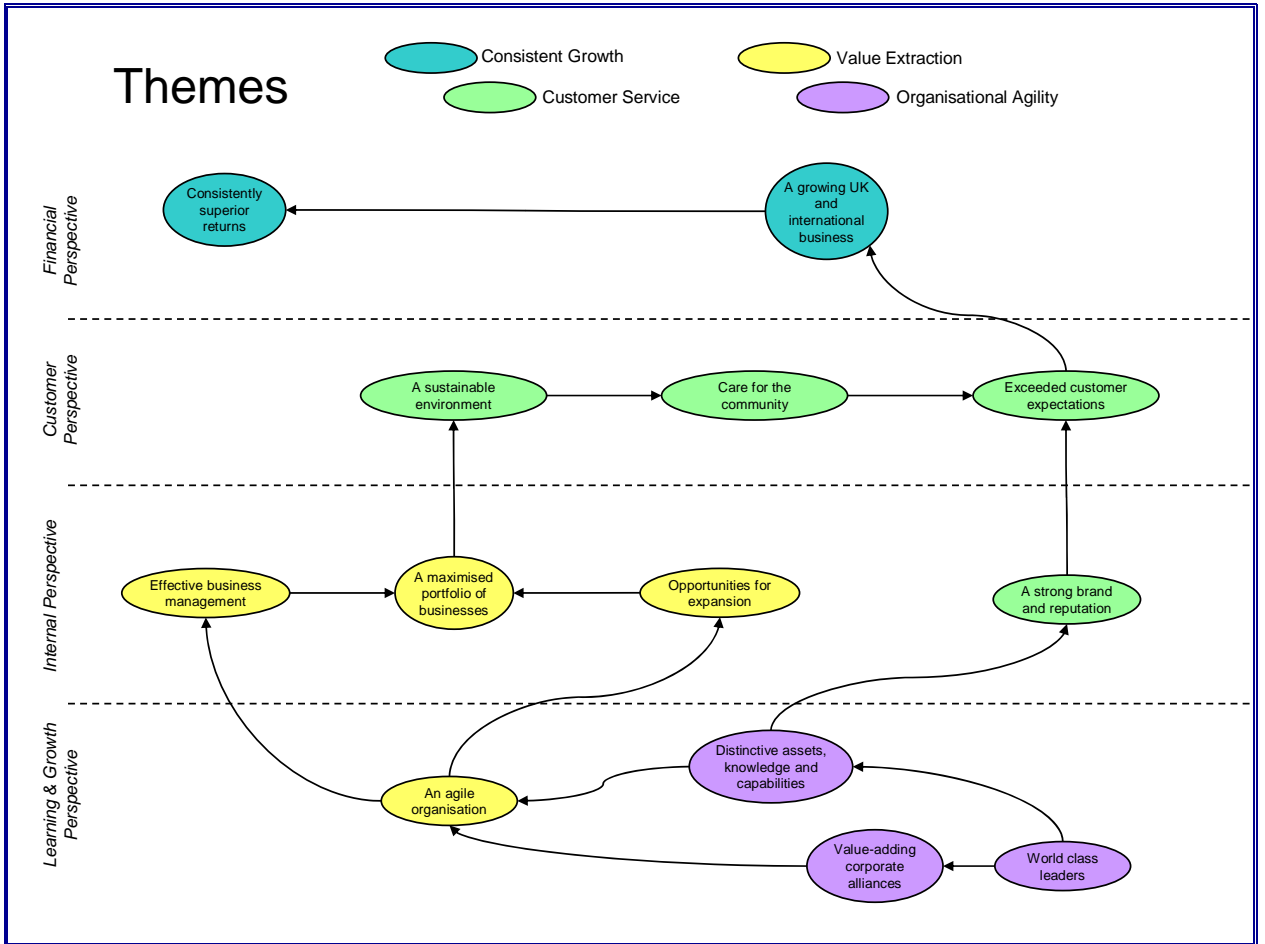 Themes
Consistent Growth
Value Extraction
Customer Service
Organisational Agility
Financial
Perspective
Consistently
superior
returns
A growing UK
and
international
business
Customer
Perspective
A sustainable
environment
Care for the
community
Exceeded customer
expectations
Internal Perspective
Effective business
management
A maximised
portfolio of
businesses
Opportunities for
expansion
A strong brand
and reputation
Learning & Growth
Perspective
An agile
organisation
Distinctive assets,
knowledge and
capabilities
Value-adding
corporate
alliances
World class
leaders